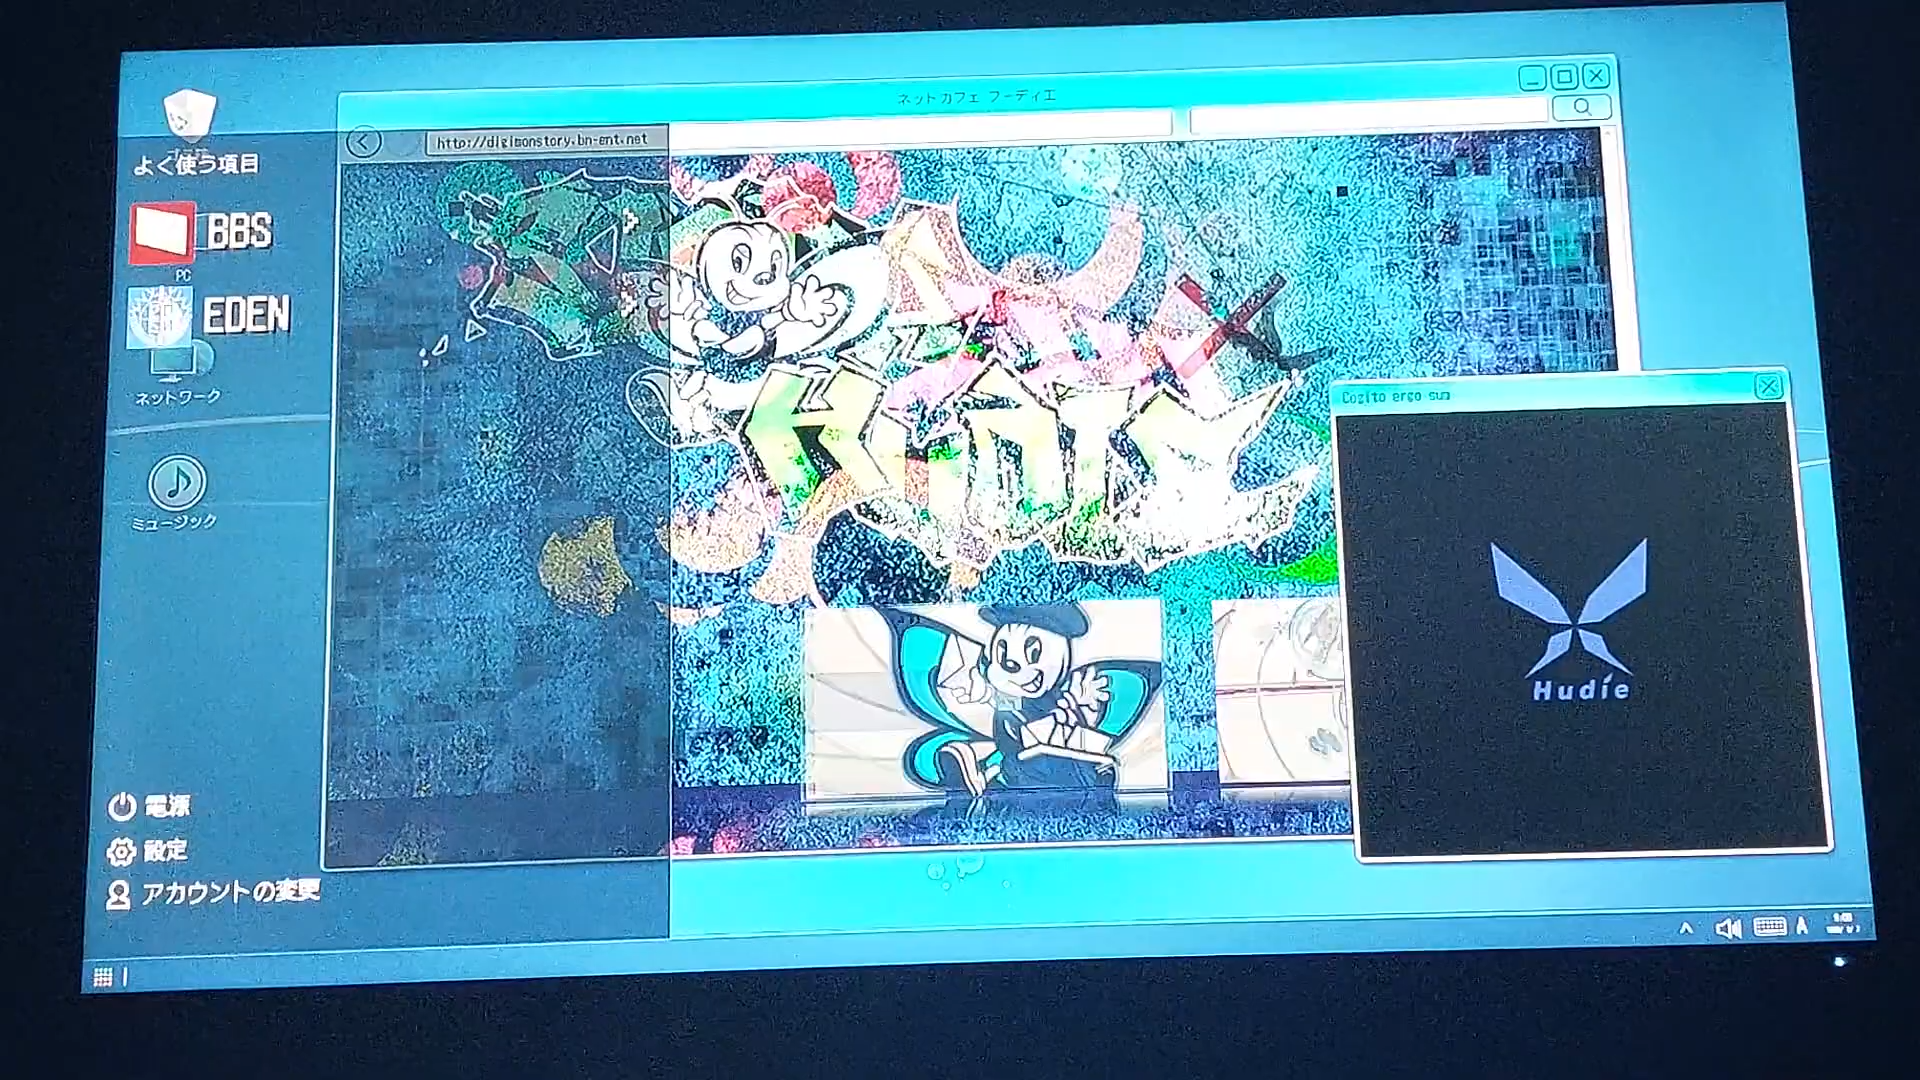 ネットカフェ フーディエ
http://digimonstory.bn-ent.net
よく使う項目
BBS
PC
EDEN
ネットワーク
ミュージック
HUDIE
Cogito ergo sum
Hudie
電源
設定
アカウントの変更
A